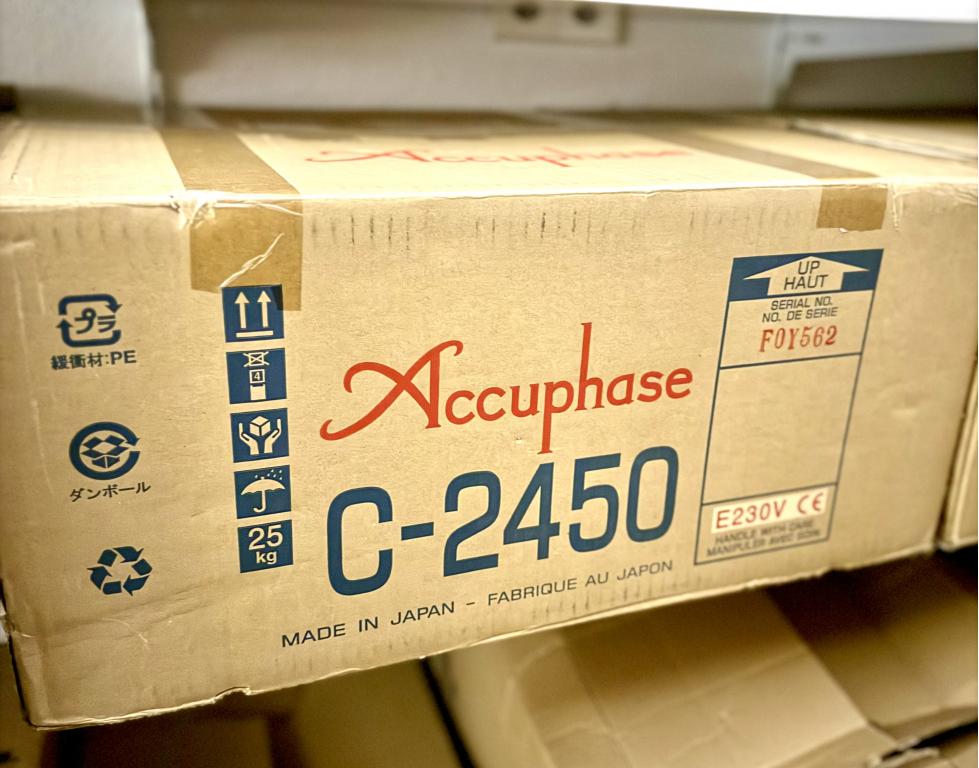 Accuphase
プラ
緩衝材:PE
ダンボール
4
25
kg
Accuphase
C-2450
MADE IN JAPAN - FABRIQUE AU JAPON
UP
HAUT
SERIAL NO.
NO. DE SERIE
F0Y562
E230V CE
HANDLE WITH CARE
MANIPULER AVEC SOIN